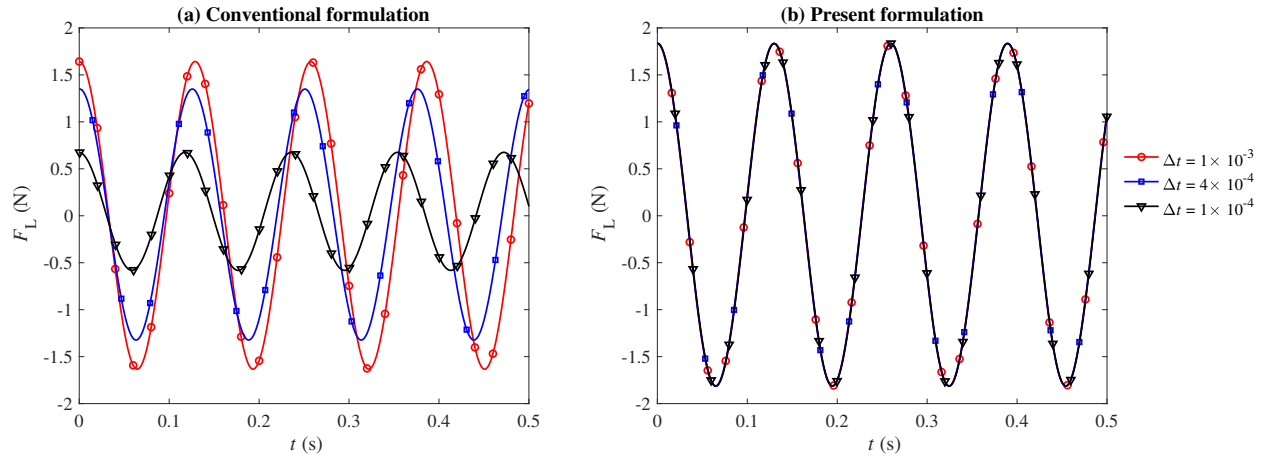 (a) Conventional formulation
2
1.5
1
0.5
0
-0.5
-1
-1.5
-2
F_L (N)
0 0.1 0.2 0.3 0.4 0.5
t (s)
(b) Present formulation
2
1.5
1
0.5
0
-0.5
-1
-1.5
-2
F_L (N)
0 0.1 0.2 0.3 0.4 0.5
t (s)
Δt = 1× 10⁻³
Δt = 4× 10⁻⁴
Δt = 1× 10⁻⁴